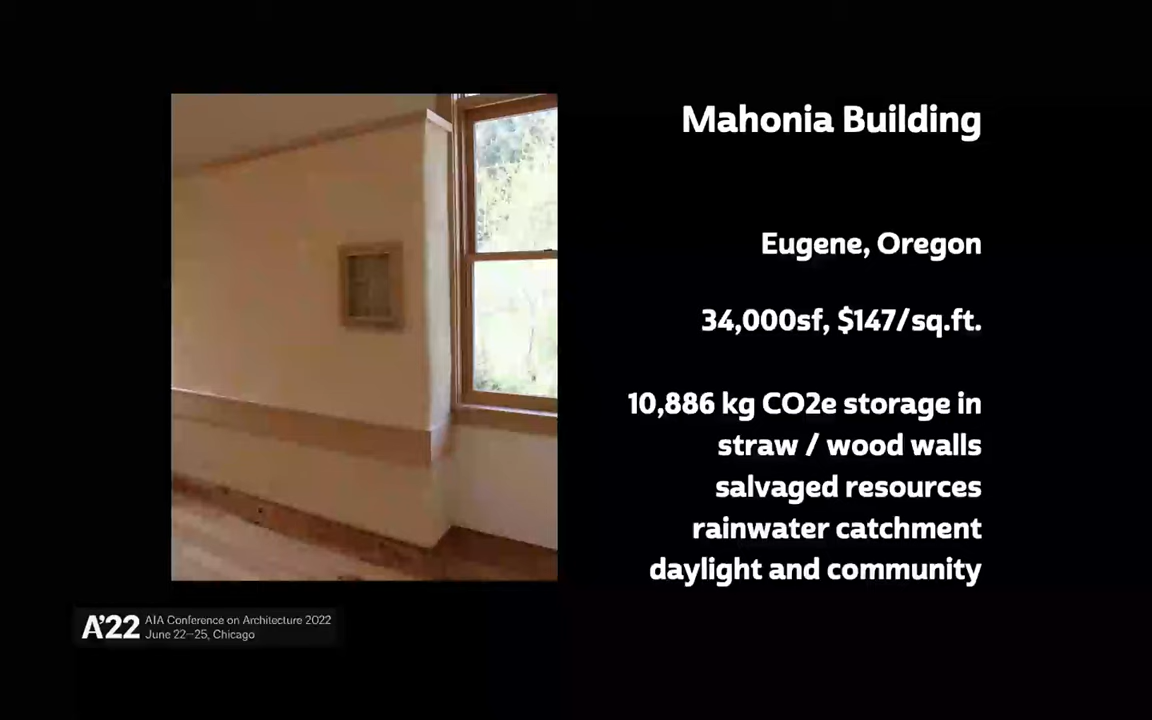 Mahonia Building
Eugene, Oregon
34,000sf, $147/sq.ft.
10,886 kg CO2e storage in
straw / wood walls
salvaged resources
rainwater catchment
daylight and community
A'22 AIA Conference on Architecture 2022
June 22–25, Chicago